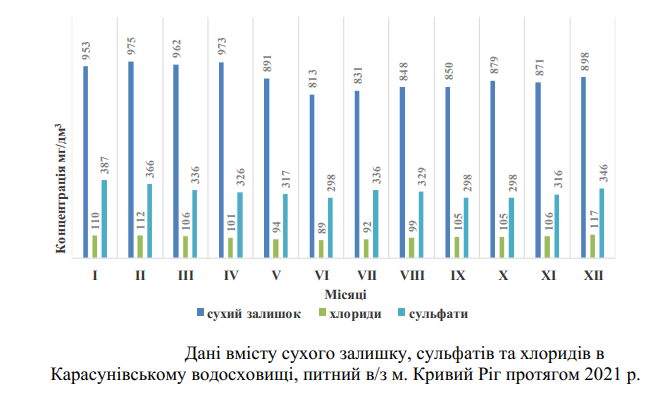 Концентрація мг/дм³
953 975 962 973 891 813 831 848 850 879 871 898
387 366 336 326 317 298 336 329 298 298 316 346
110 112 106 101 94 89 92 99 105 105 106 117
I II III IV V VI VII VIII IX X XI XII
Місяці
сухий залишок хлориди сульфати
Дані вмісту сухого залишку, сульфатів та хлоридів в
Карасунівському водосховищі, питний в/з м. Кривий Ріг протягом 2021 р.